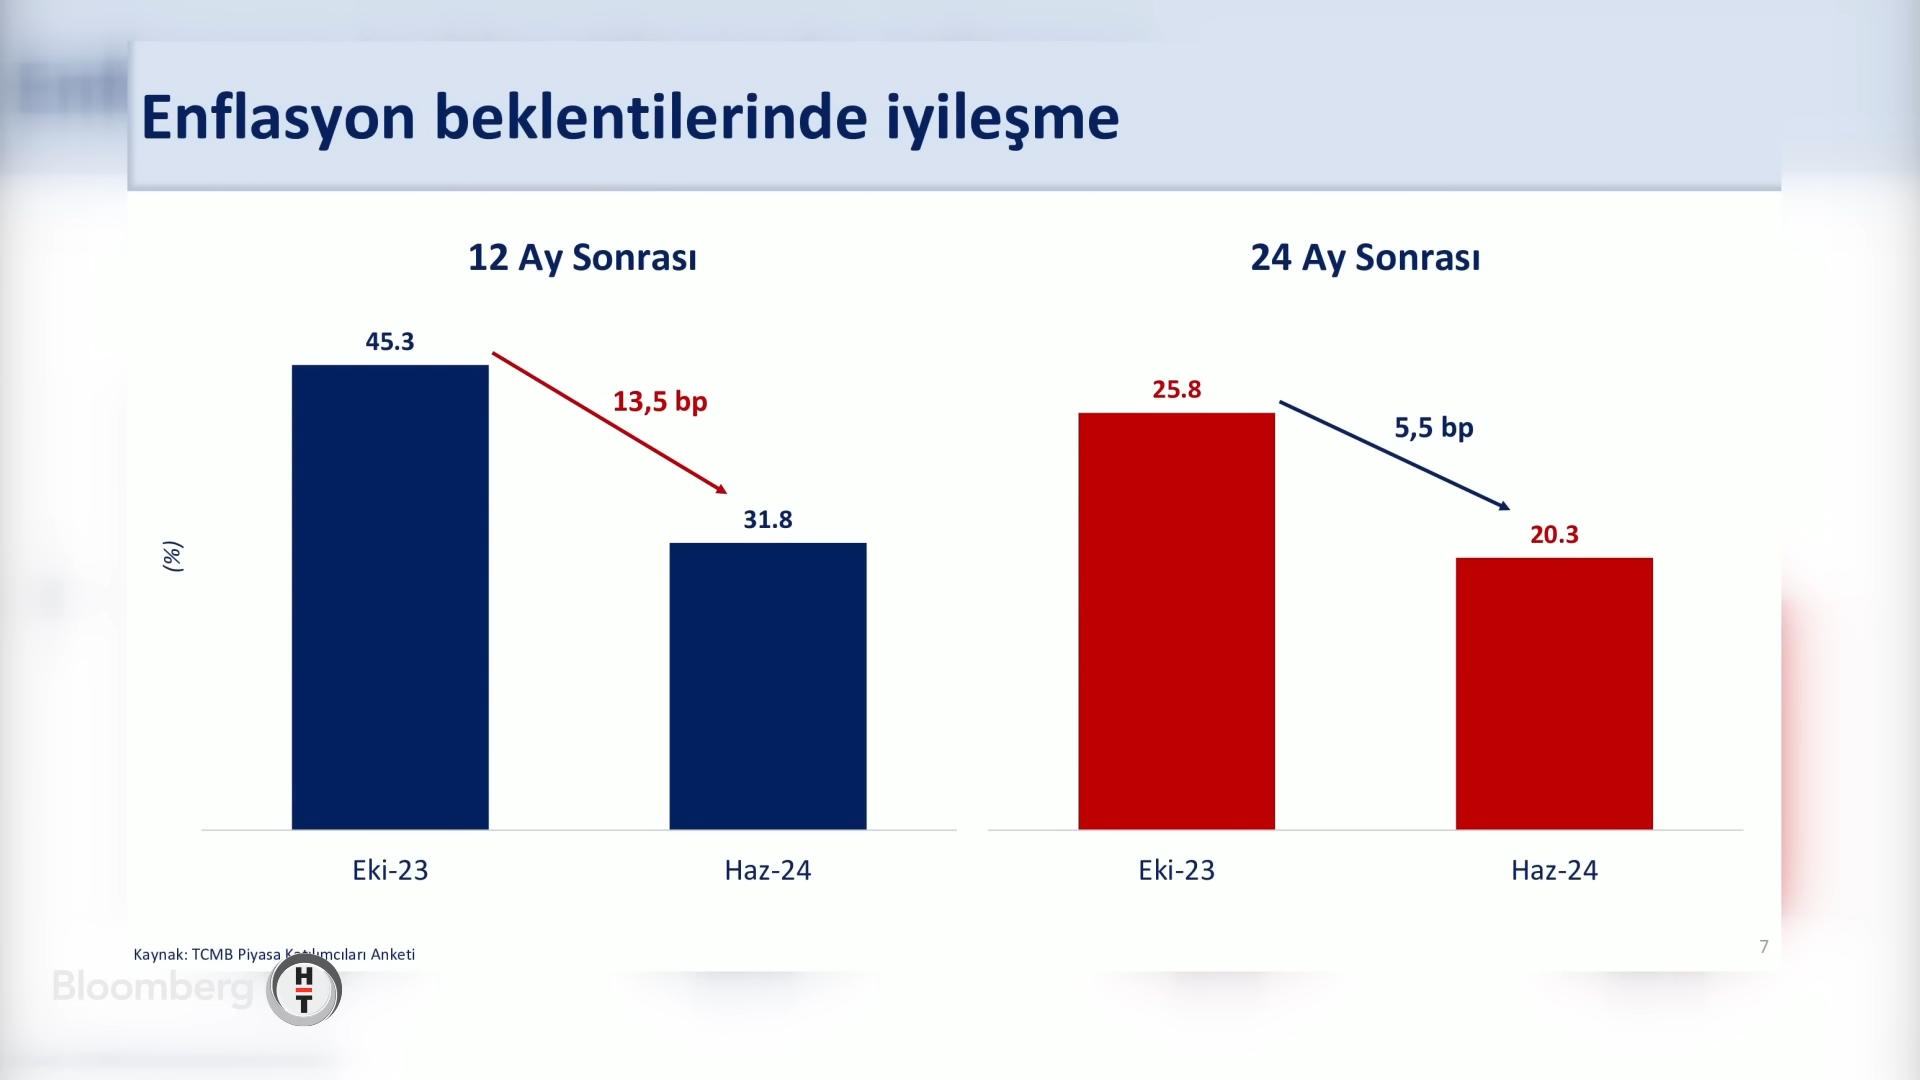 Enflasyon beklentilerinde iyileşme
12 Ay Sonrası
24 Ay Sonrası
45.3
13,5 bp
31.8
25.8
5,5 bp
20.3
(%)
Eki-23
Haz-24
Eki-23
Haz-24
Kaynak: TCMB Piyasa Katılımcıları Anketi
7
Bloomberg
H
T